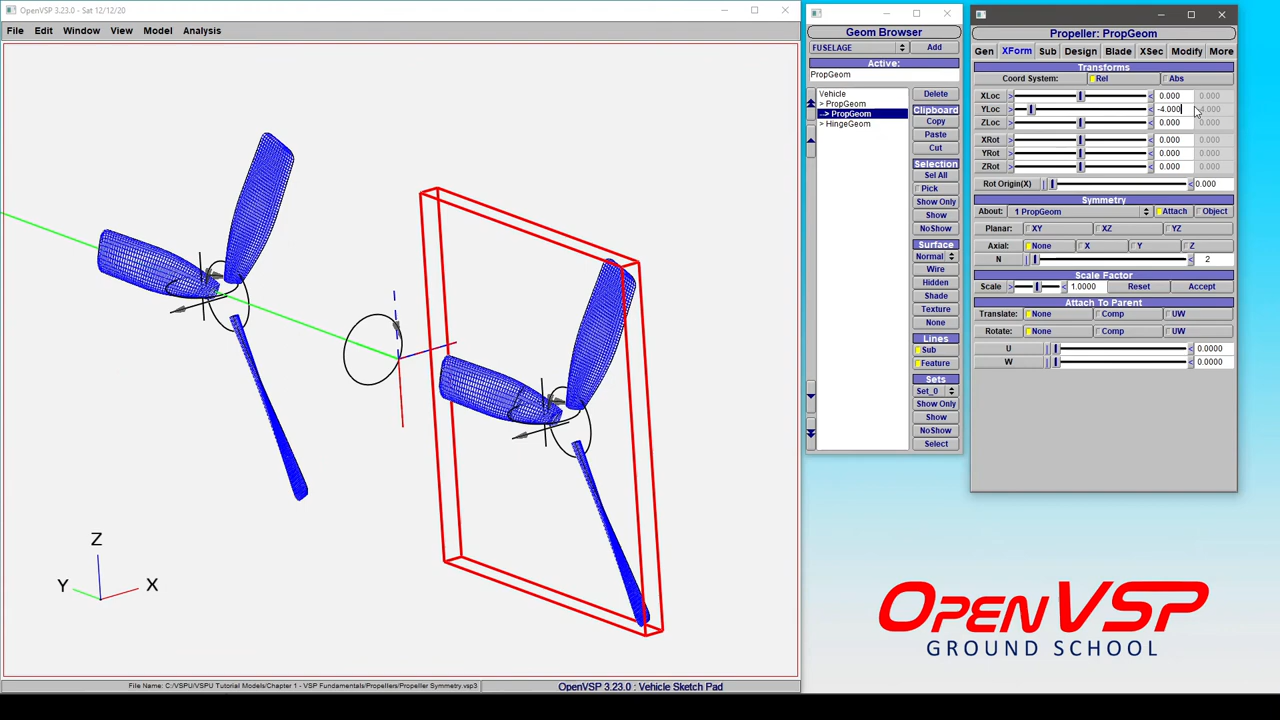 OpenVSP 3.23.0 - Sat 12/12/20
File Edit Window View Model Analysis
Z
Y
X
File Name: C:/VSPU/VSPU Tutorial Models/Chapter 1 - VSP Fundamentals/Propellers/Propeller Symmetry.vsp3
OpenVSP 3.23.0 : Vehicle Sketch Pad
Geom Browser
FUSELAGE Add
Active:
PropGeom
Vehicle
> PropGeom
--> PropGeom
> HingeGeom
Delete
Clipboard
Copy
Paste
Cut
Selection
Sel All
Pick
Show Only
Show
NoShow
Surface
Normal
Wire
Hidden
Shade
Texture
None
Lines
Sub
Feature
Sets
Set_0
Show Only
Show
NoShow
Select
Propeller: PropGeom
Gen XForm Sub Design Blade XSec Modify More
Transforms
Coord System: Rel Abs
XLoc > < 0.000 0.000
YLoc > < -4.000 -4.000
ZLoc > < 0.000 0.000
XRot > < 0.000 0.000
YRot > < 0.000 0.000
ZRot > < 0.000 0.000
Rot Origin(X) | < 0.000
Symmetry
About: 1 PropGeom Attach Object
Planar: XY XZ YZ
Axial: None X Y Z
N > < 2
Scale Factor
Scale > < 1.0000 Reset Accept
Attach To Parent
Translate: None Comp UW
Rotate: None Comp UW
U | < 0.0000
W | < 0.0000
OPENVSP
GROUND SCHOOL